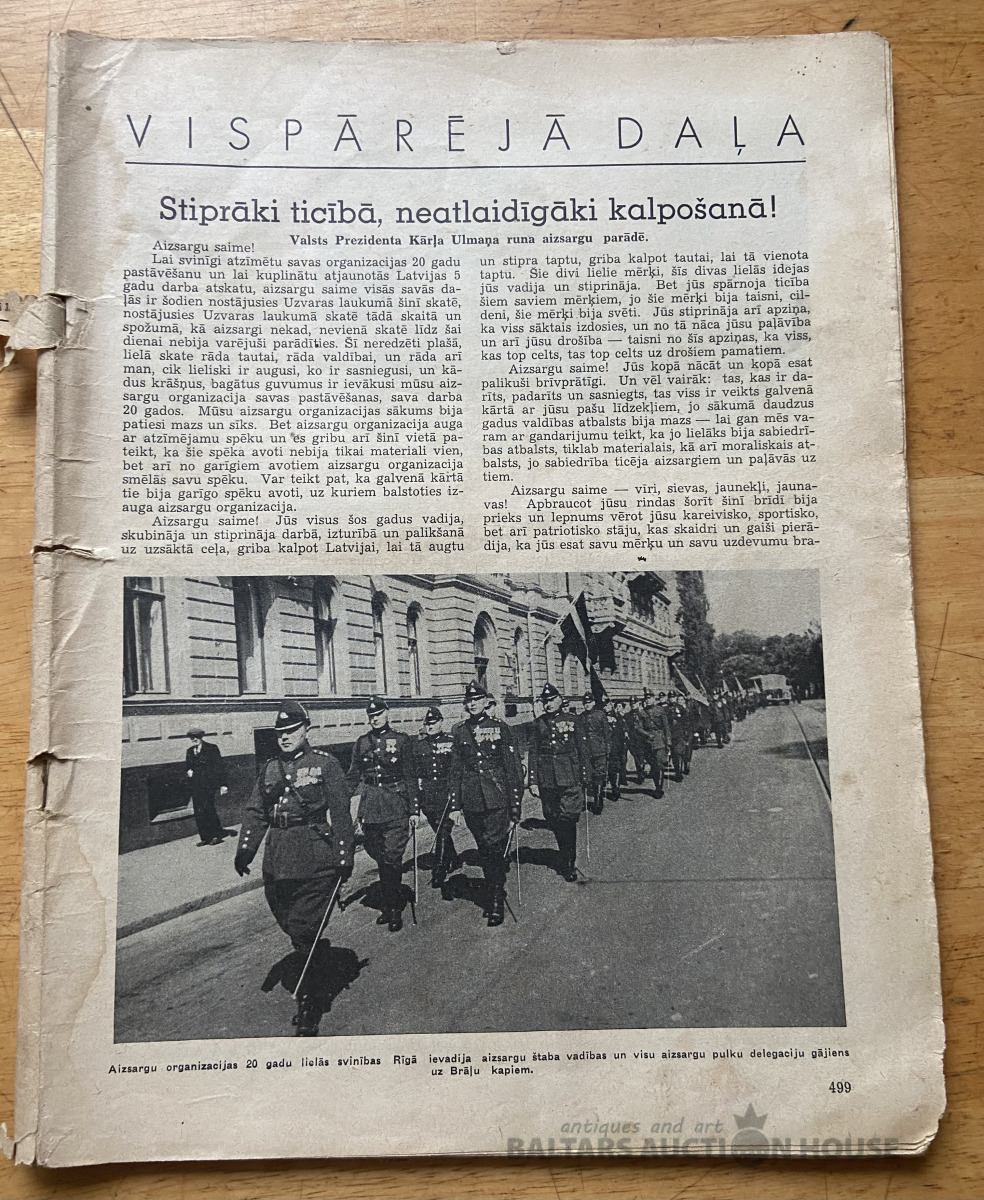 VISPĀRĒJĀ DAĻA
Stiprāki ticībā, neatlaidīgāki kalpošanā!
Valsts Prezidenta Kārļa Ulmaņa runa aizsargu parādē.
Aizsargu saime!
Lai svinīgi atzīmētu savas organizacijas 20 gadu
pastāvēšanu un lai kuplinātu atjaunotās Latvijas 5
gadu darba atskatu, aizsargu saime visās savās da-
ļās ir šodien nostājusies Uzvaras laukumā šinī skatē,
nostājusies Uzvaras laukumā skatē tādā skaitā un
spožumā, kā aizsargi nekad, nevienā skatē līdz šai
dienai nebija varējuši parādīties. Šī neredzēti plašā,
lielā skate rāda tautai, rāda valdībai, un rāda arī
man, cik lieliski ir augusi, ko ir sasniegusi, un kā-
dus krāšņus, bagātus guvumus ir ievākusi mūsu aiz-
sargu organizacija savas pastāvēšanas, sava darba
20 gados. Mūsu aizsargu organizacijas sākums bija
patiesi mazs un sīks. Bet aizsargu organizacija auga
ar atzīmējamu spēku un es gribu arī šinī vietā pa-
teikt, ka šie spēka avoti nebija tikai materiali vien,
bet arī no garīgiem avotiem aizsargu organizacija
smēlās savu spēku. Var teikt pat, ka galvenā kārtā
tie bija garīgo spēku avoti, uz kuriem balstoties iz-
auga aizsargu organizacija.
Aizsargu saime! Jūs visus šos gadus vadija,
skubināja un stiprināja darbā, izturībā un palikšanā
uz uzsāktā ceļa, griba kalpot Latvijai, lai tā augtu
un stipra taptu, griba kalpot tautai, lai tā vienota
taptu. Šie divi lielie mērķi, šīs divas lielās idejas
jūs vadija un stiprināja. Bet jūs spārnoja ticība
šiem saviem mērķiem, jo šie mērķi bija taisni, cil-
deni, šie mērķi bija svēti. Jūs stiprināja arī apziņa,
ka viss sāktais izdosies, un no tā nāca jūsu paļāvība
un arī jūsu drošība — taisni no šīs apziņas, ka viss,
kas top celts, tas top celts uz drošiem pamatiem.
Aizsargu saime! Jūs kopā nācāt un kopā esat
palikuši brīvprātīgi. Un vēl vairāk: tas, kas ir da-
rīts, padarīts un sasniegts, tas viss ir veikts galvenā
kārtā ar jūsu pašu līdzekļiem, jo sākumā daudzus
gadus valdības atbalsts bija mazs — lai gan mēs va-
ram ar gandarijumu teikt, ka jo lielāks bija sabiedrī-
bas atbalsts, tiklab materialais, kā arī moraliskais at-
balsts, jo sabiedrība ticēja aizsargiem un paļāvās uz
tiem.
Aizsargu saime — vīri, sievas, jaunekļi, jauna-
vas! Apbraucot jūsu rindas šorīt šinī brīdī bija
prieks un lepnums vērot jūsu kareivisko, sportisko,
bet arī patriotisko stāju, kas skaidri un gaiši pierā-
dija, ka jūs esat savu mērķu un savu uzdevumu bra-
Aizsargu organizacijas 20 gadu lielās svinības Rīgā ievadija aizsargu štaba vadības un visu aizsargu pulku delegaciju gājiens
uz Brāļu kapiem.
499
antiques and art
BALTARS AUCTION HOUSE